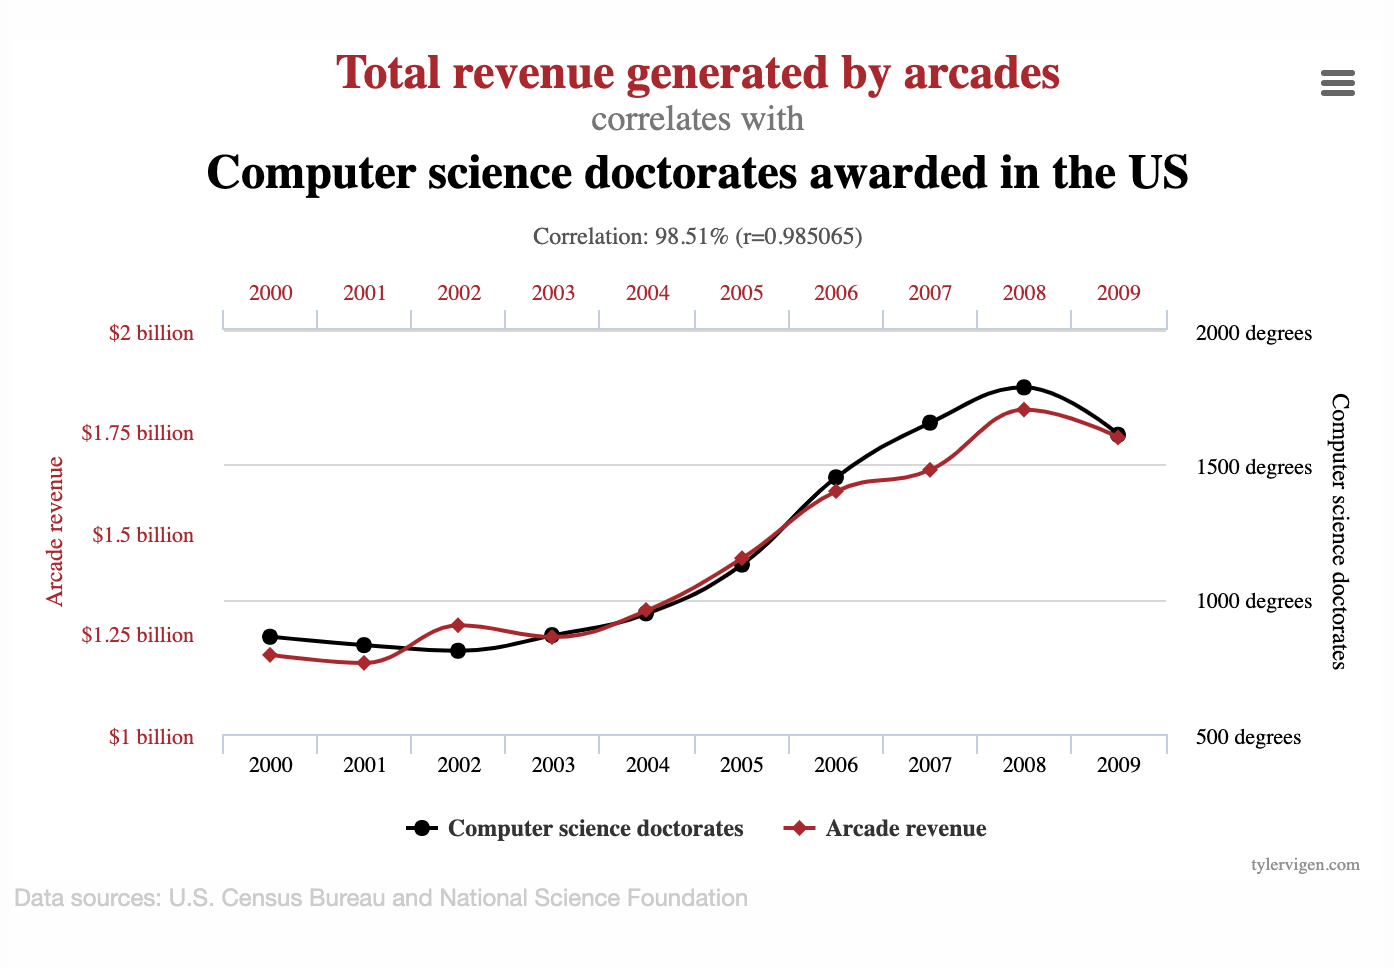 Total revenue generated by arcades
correlates with
Computer science doctorates awarded in the US
Correlation: 98.51% (r=0.985065)
2000 2001 2002 2003 2004 2005 2006 2007 2008 2009
$2 billion
$1.75 billion
$1.5 billion
$1.25 billion
$1 billion
Arcade revenue
2000 degrees
1500 degrees
1000 degrees
500 degrees
Computer science doctorates
2000 2001 2002 2003 2004 2005 2006 2007 2008 2009
Computer science doctorates Arcade revenue
tylervigen.com
Data sources: U.S. Census Bureau and National Science Foundation